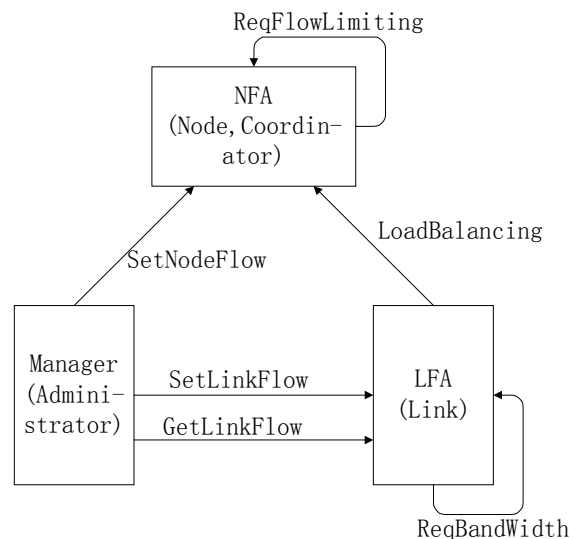 ReqFlowLimiting
NFA
(Node,Coordin-
ator)
LoadBalancing
SetNodeFlow
Manager
(Admini-
strator)
SetLinkFlow
GetLinkFlow
LFA
(Link)
ReqBandWidth